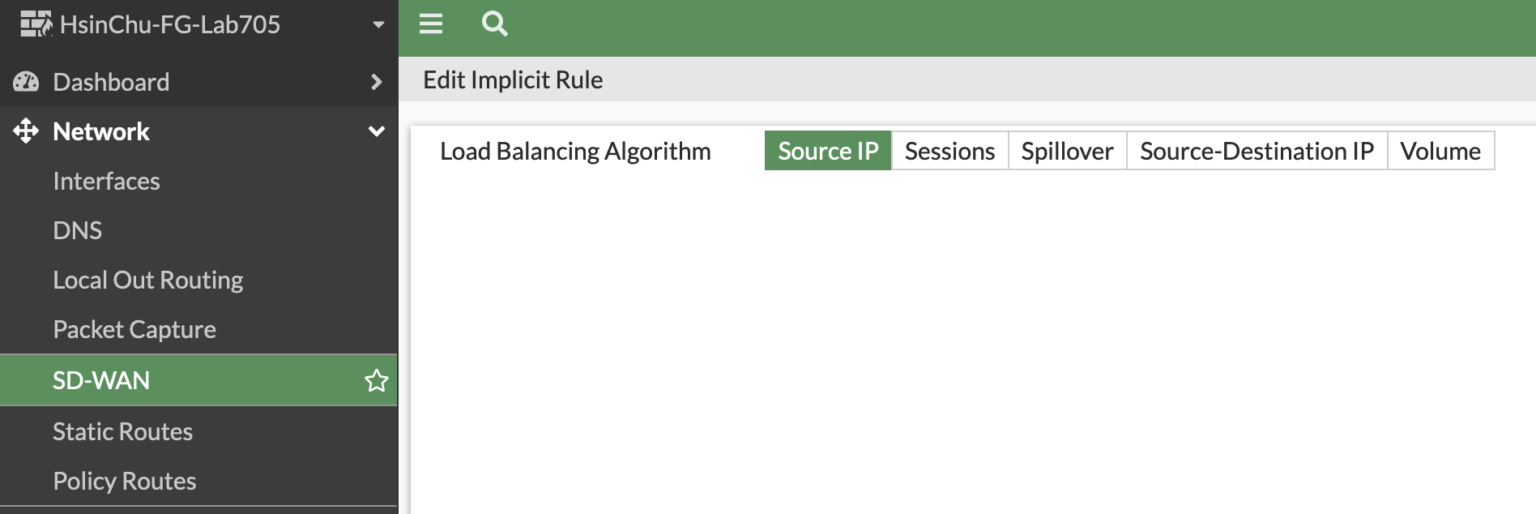 HsinChu-FG-Lab705
Dashboard
Network
Interfaces
DNS
Local Out Routing
Packet Capture
SD-WAN
Static Routes
Policy Routes
Edit Implicit Rule
Load Balancing Algorithm Source IP Sessions Spillover Source-Destination IP Volume